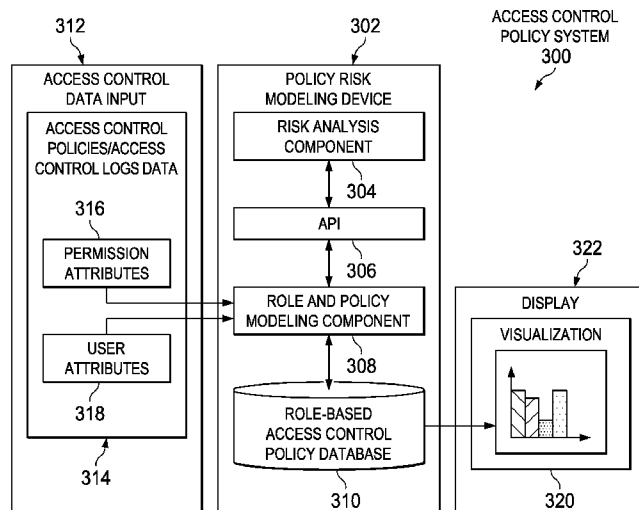 ACCESS CONTROL
POLICY SYSTEM
300
312
ACCESS CONTROL
DATA INPUT
ACCESS CONTROL
POLICIES/ACCESS
CONTROL LOGS DATA
316
PERMISSION
ATTRIBUTES
USER
ATTRIBUTES
318
314
302
POLICY RISK
MODELING DEVICE
RISK ANALYSIS
COMPONENT
304
API
306
ROLE AND POLICY
MODELING COMPONENT
308
ROLE-BASED
ACCESS CONTROL
POLICY DATABASE
310
322
DISPLAY
VISUALIZATION
320